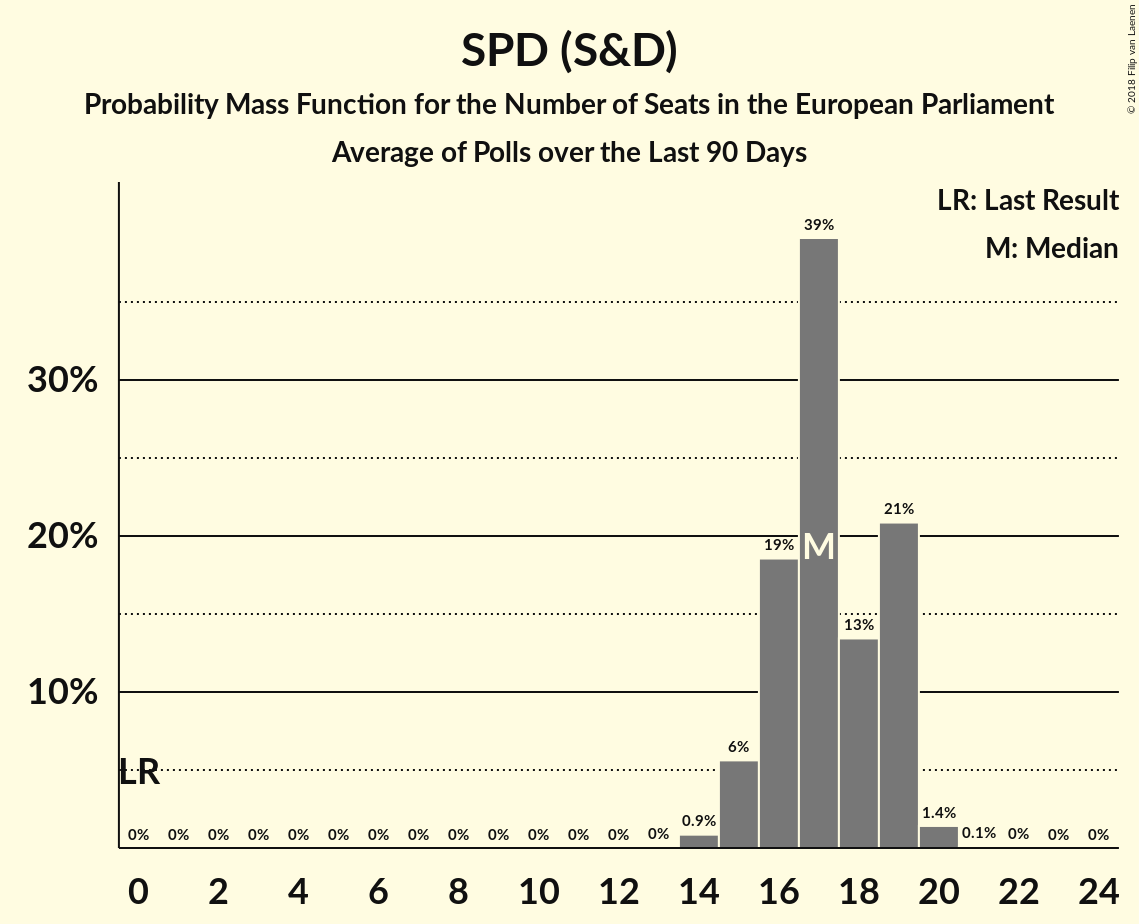 SPD (S&D)
Probability Mass Function for the Number of Seats in the European Parliament
Average of Polls over the Last 90 Days
© 2018 Filip van Laenen
LR: Last Result
M: Median
39%
30%
21%
20%
19%
M
13%
10%
6%
LR
0% 0% 0% 0% 0% 0% 0% 0% 0% 0% 0% 0% 0% 0% 0.9% 1.4% 0.1% 0% 0% 0%
0 2 4 6 8 10 12 14 16 18 20 22 24